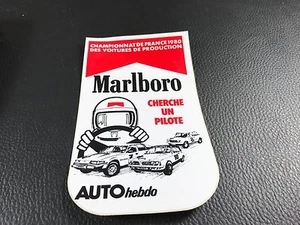 CHAMPIONNAT DE FRANCE 1980
DES VOITURES DE PRODUCTION
Marlboro
CHERCHE
UN
PILOTE
AUTO hebdo